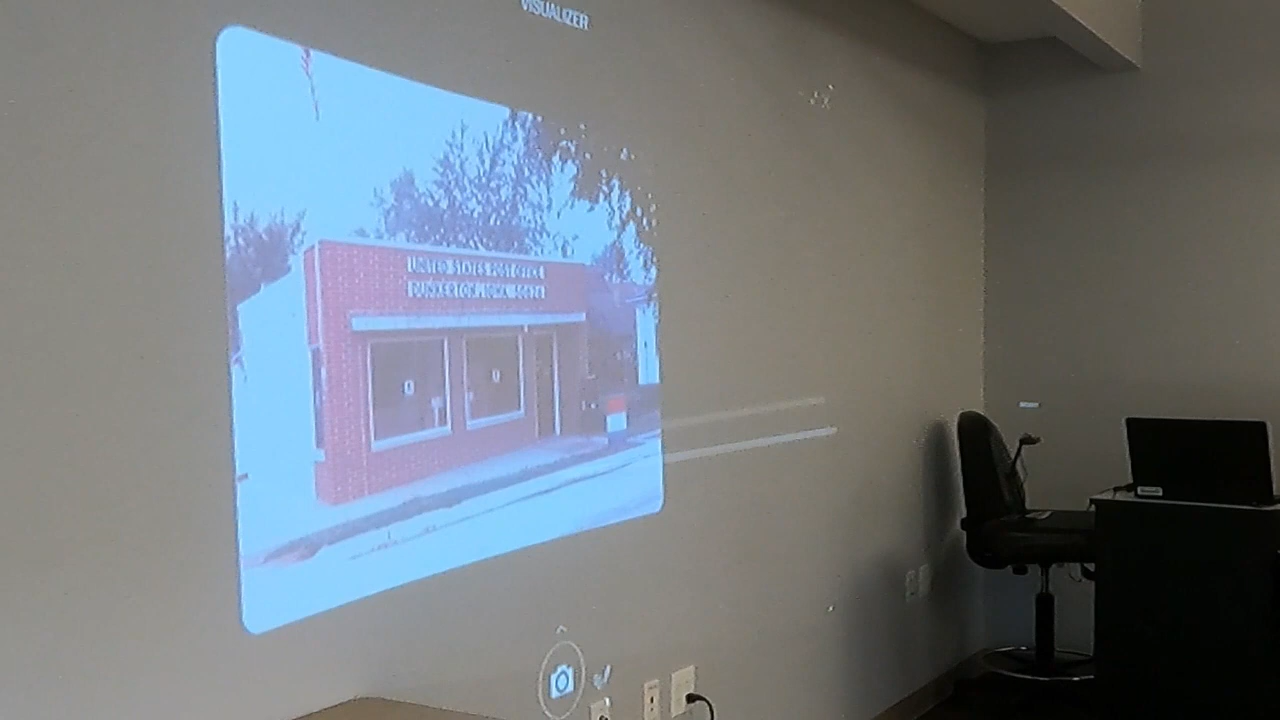 VISUALIZER
UNITED STATES POST OFFICE
DUNKERTON, IOWA 50626